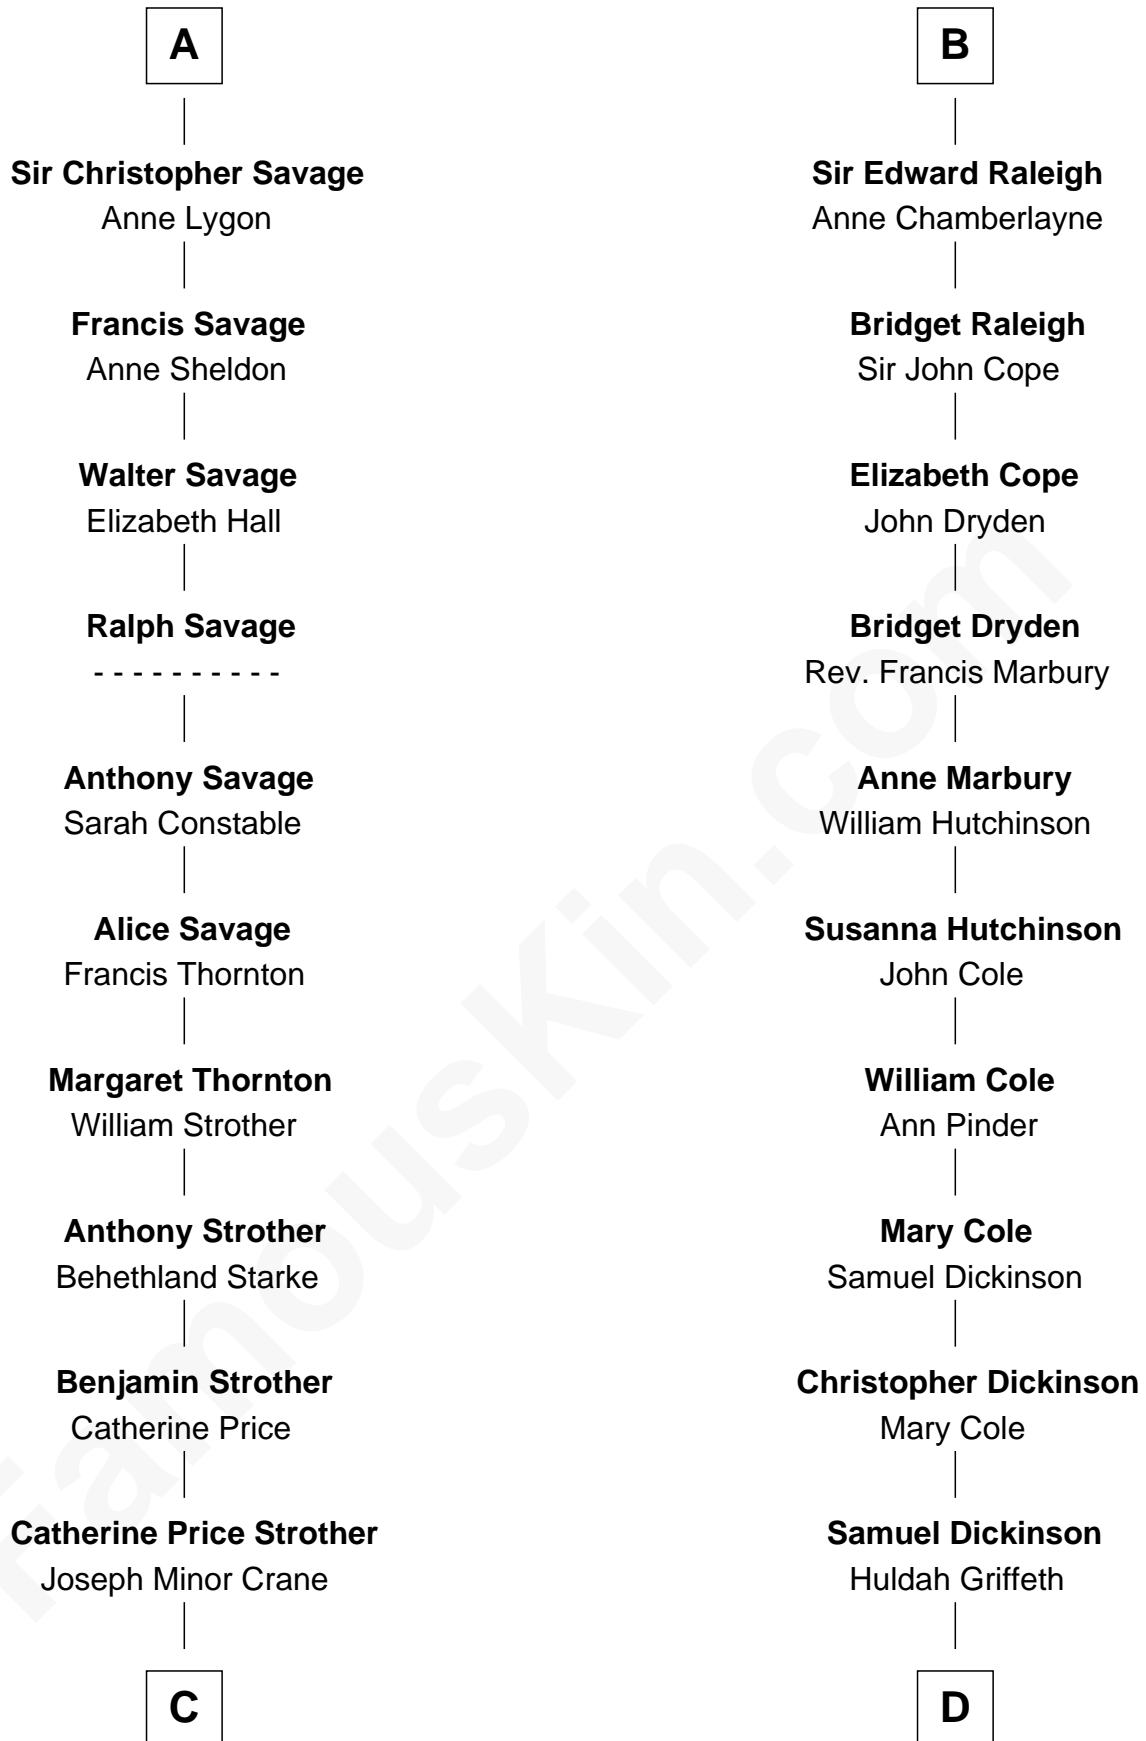 A
Sir Christopher Savage
Anne Lygon
Francis Savage
Anne Sheldon
Walter Savage
Elizabeth Hall
Ralph Savage
- - - - - - - - - -
Anthony Savage
Sarah Constable
Alice Savage
Francis Thornton
Margaret Thornton
William Strother
Anthony Strother
Behethland Starke
Benjamin Strother
Catherine Price
Catherine Price Strother
Joseph Minor Crane
C
B
Sir Edward Raleigh
Anne Chamberlayne
Bridget Raleigh
Sir John Cope
Elizabeth Cope
John Dryden
Bridget Dryden
Rev. Francis Marbury
Anne Marbury
William Hutchinson
Susanna Hutchinson
John Cole
William Cole
Ann Pinder
Mary Cole
Samuel Dickinson
Christopher Dickinson
Mary Cole
Samuel Dickinson
Huldah Griffeth
D
FamousKin.com